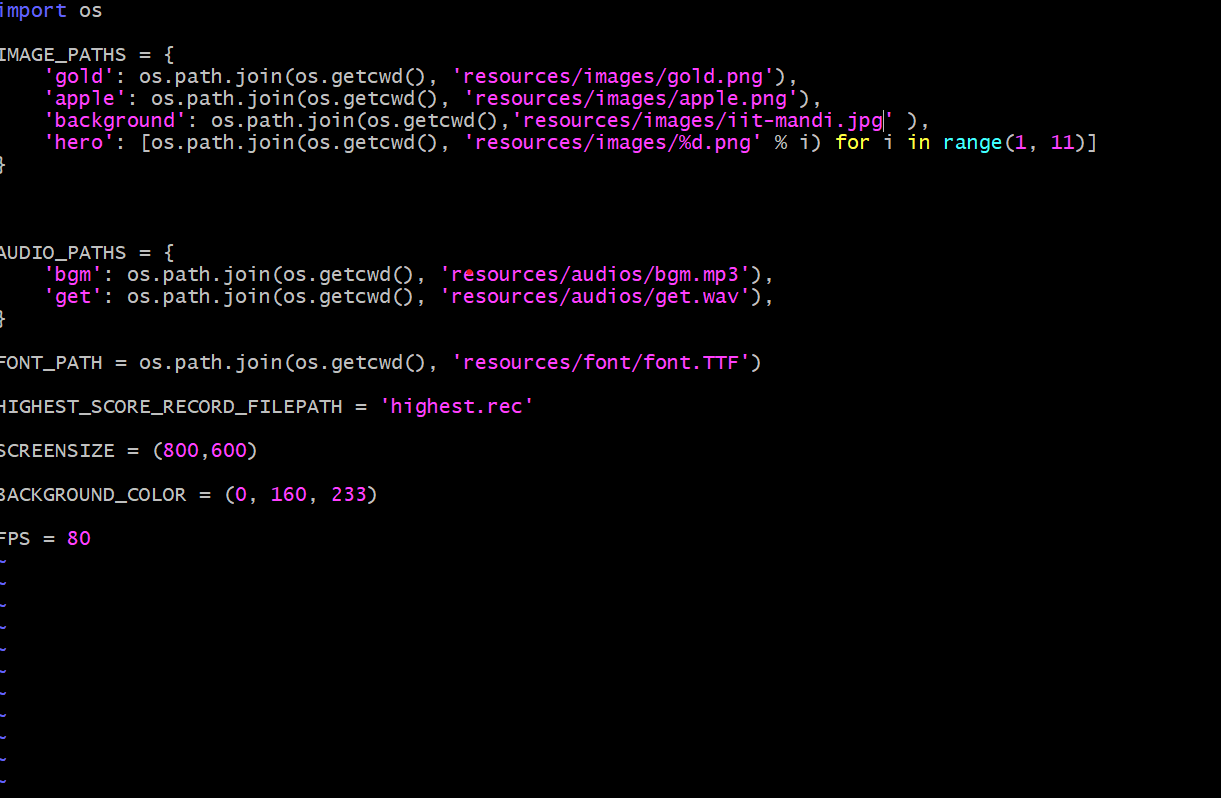 import os
IMAGE_PATHS = {
    'gold': os.path.join(os.getcwd(), 'resources/images/gold.png'),
    'apple': os.path.join(os.getcwd(), 'resources/images/apple.png'),
    'background': os.path.join(os.getcwd(),'resources/images/iit-mandi.jpg' ),
    'hero': [os.path.join(os.getcwd(), 'resources/images/%d.png' % i) for i in range(1, 11)]
}
AUDIO_PATHS = {
    'bgm': os.path.join(os.getcwd(), 'resources/audios/bgm.mp3'),
    'get': os.path.join(os.getcwd(), 'resources/audios/get.wav'),
}
FONT_PATH = os.path.join(os.getcwd(), 'resources/font/font.TTF')
HIGHEST_SCORE_RECORD_FILEPATH = 'highest.rec'
SCREENSIZE = (800,600)
BACKGROUND_COLOR = (0, 160, 233)
FPS = 80
~
~
~
~
~
~
~
~
~
~
~